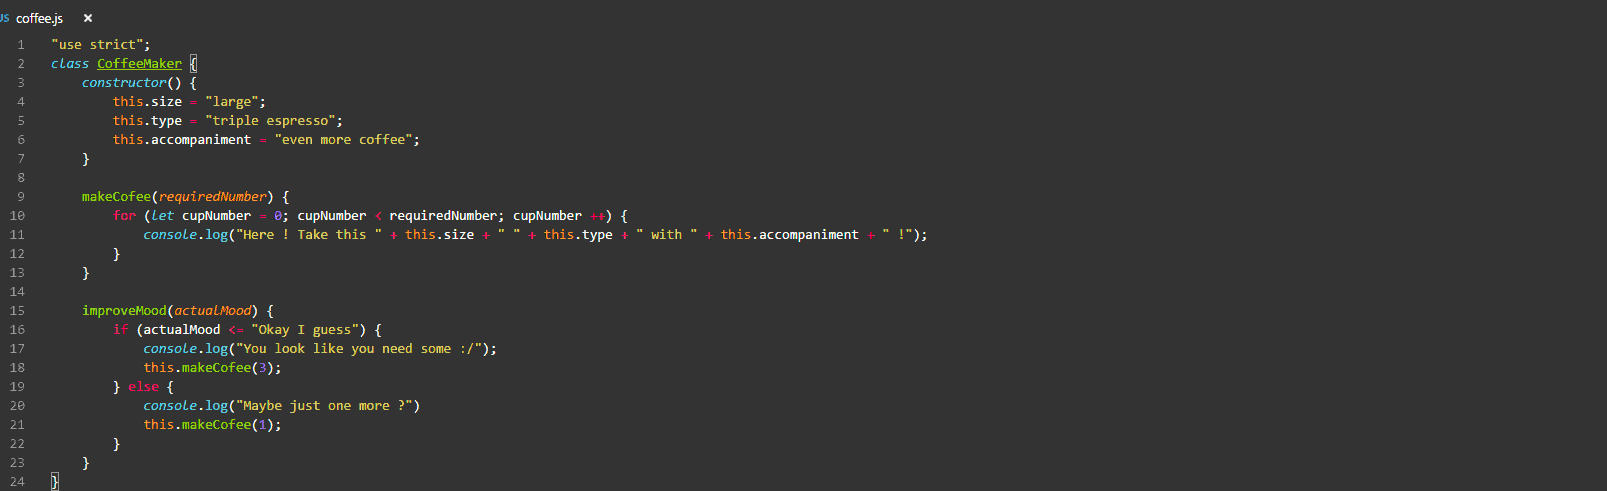 JS coffee.js ×
1 "use strict";
2 class CoffeeMaker {
3     constructor() {
4         this.size = "large";
5         this.type = "triple espresso";
6         this.accompaniment = "even more coffee";
7     }
8
9     makeCofee(requiredNumber) {
10         for (let cupNumber = 0; cupNumber < requiredNumber; cupNumber ++) {
11             console.log("Here ! Take this " + this.size + " " + this.type + " with " + this.accompaniment + " !");
12         }
13     }
14
15     improveMood(actualMood) {
16         if (actualMood <= "Okay I guess") {
17             console.log("You look like you need some :/");
18             this.makeCofee(3);
19         } else {
20             console.log("Maybe just one more ?")
21             this.makeCofee(1);
22         }
23     }
24 }